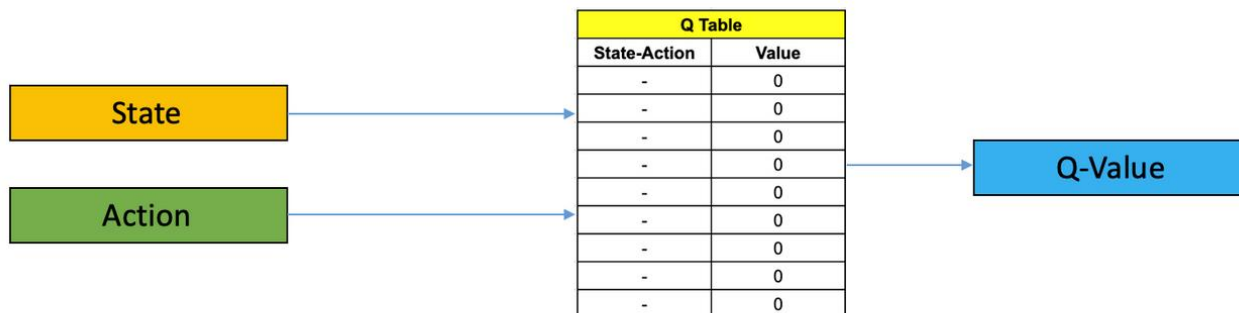 Q Table
State-Action Value
- 0
- 0
- 0
- 0
- 0
- 0
- 0
- 0
- 0
State
Action
Q-Value